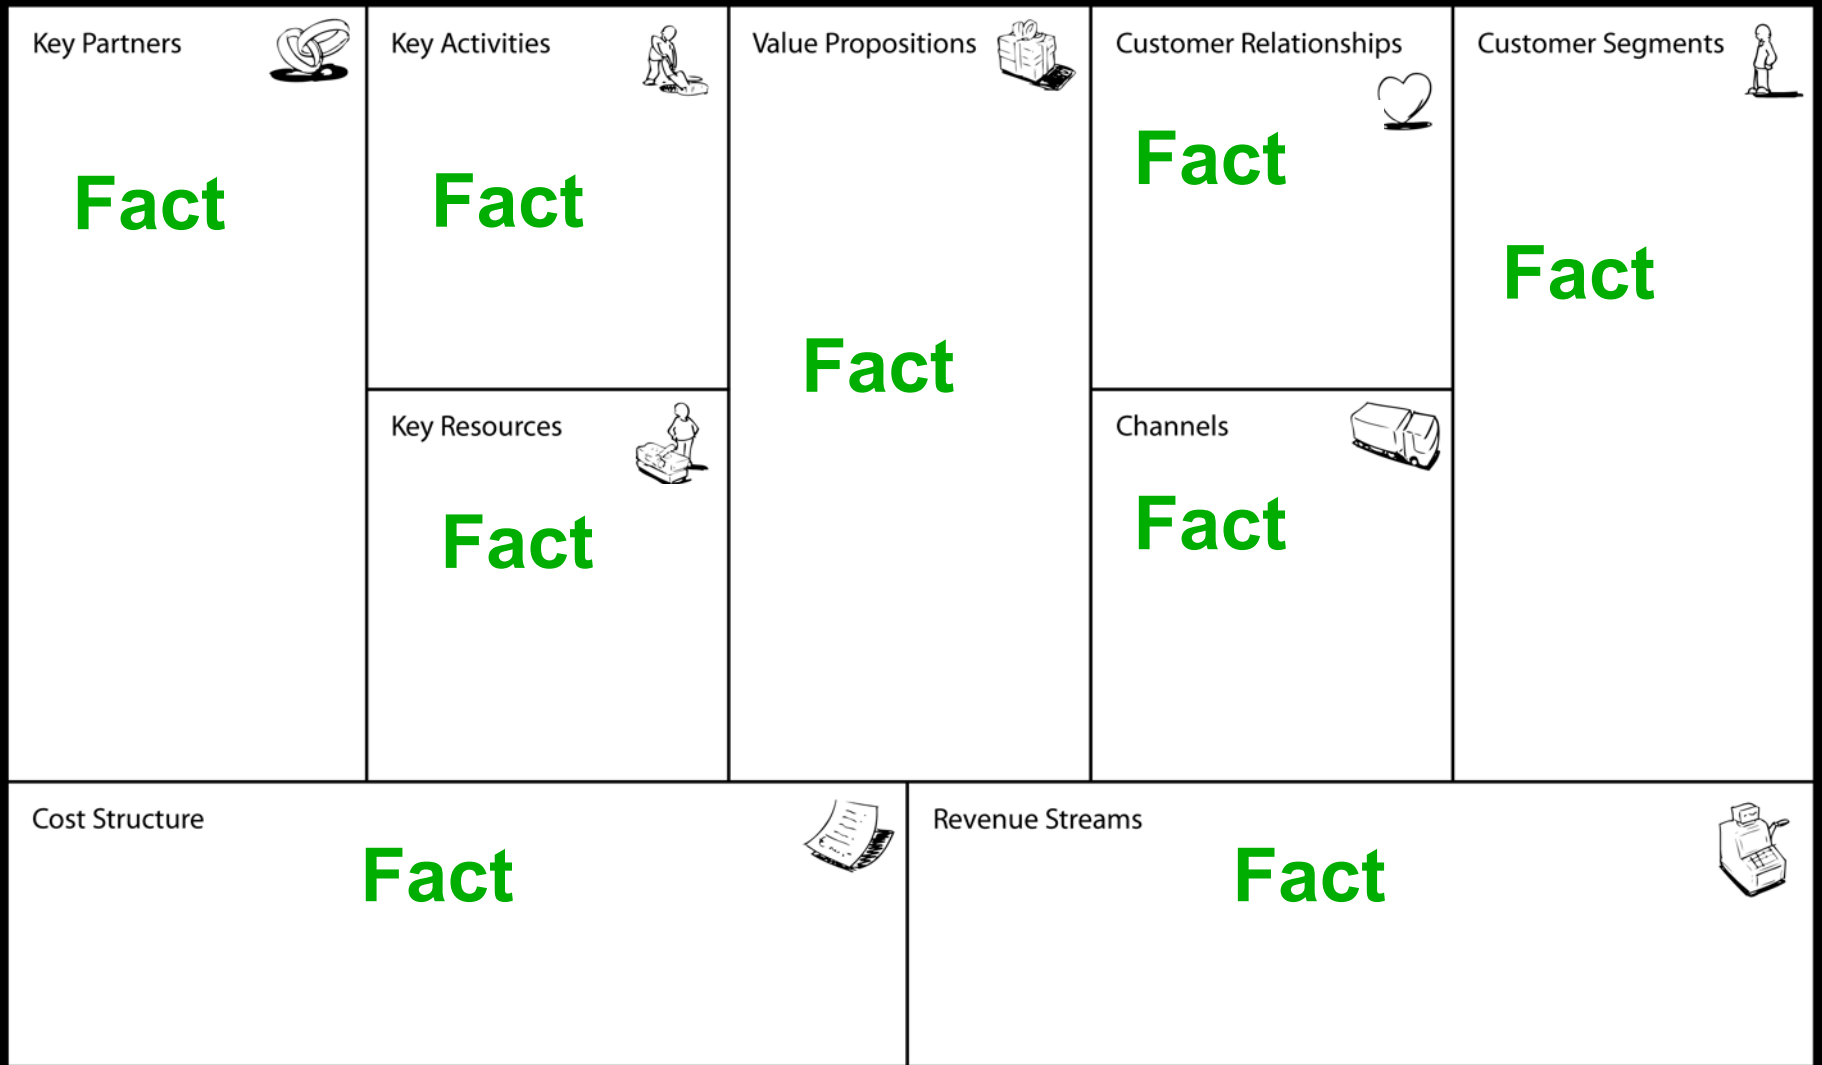 Key Partners
Fact
Key Activities
Fact
Key Resources
Fact
Value Propositions
Fact
Customer Relationships
Fact
Channels
Fact
Customer Segments
Fact
Cost Structure
Fact
Revenue Streams
Fact